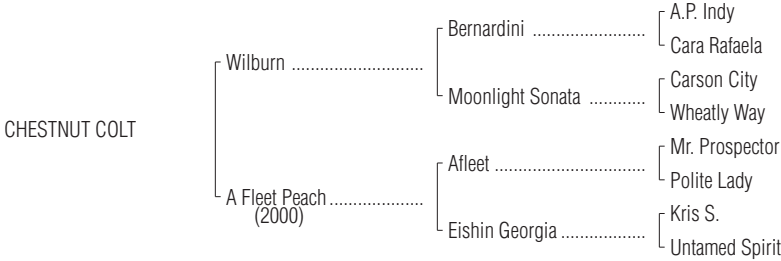 A.P. Indy
Bernardini ........................
Cara Rafaela
Wilburn ............................
Carson City
Moonlight Sonata ............
Wheatly Way
CHESTNUT COLT
Mr. Prospector
Afleet ................................
Polite Lady
A Fleet Peach....................
(2000)
Kris S.
Eishin Georgia ..................
Untamed Spirit